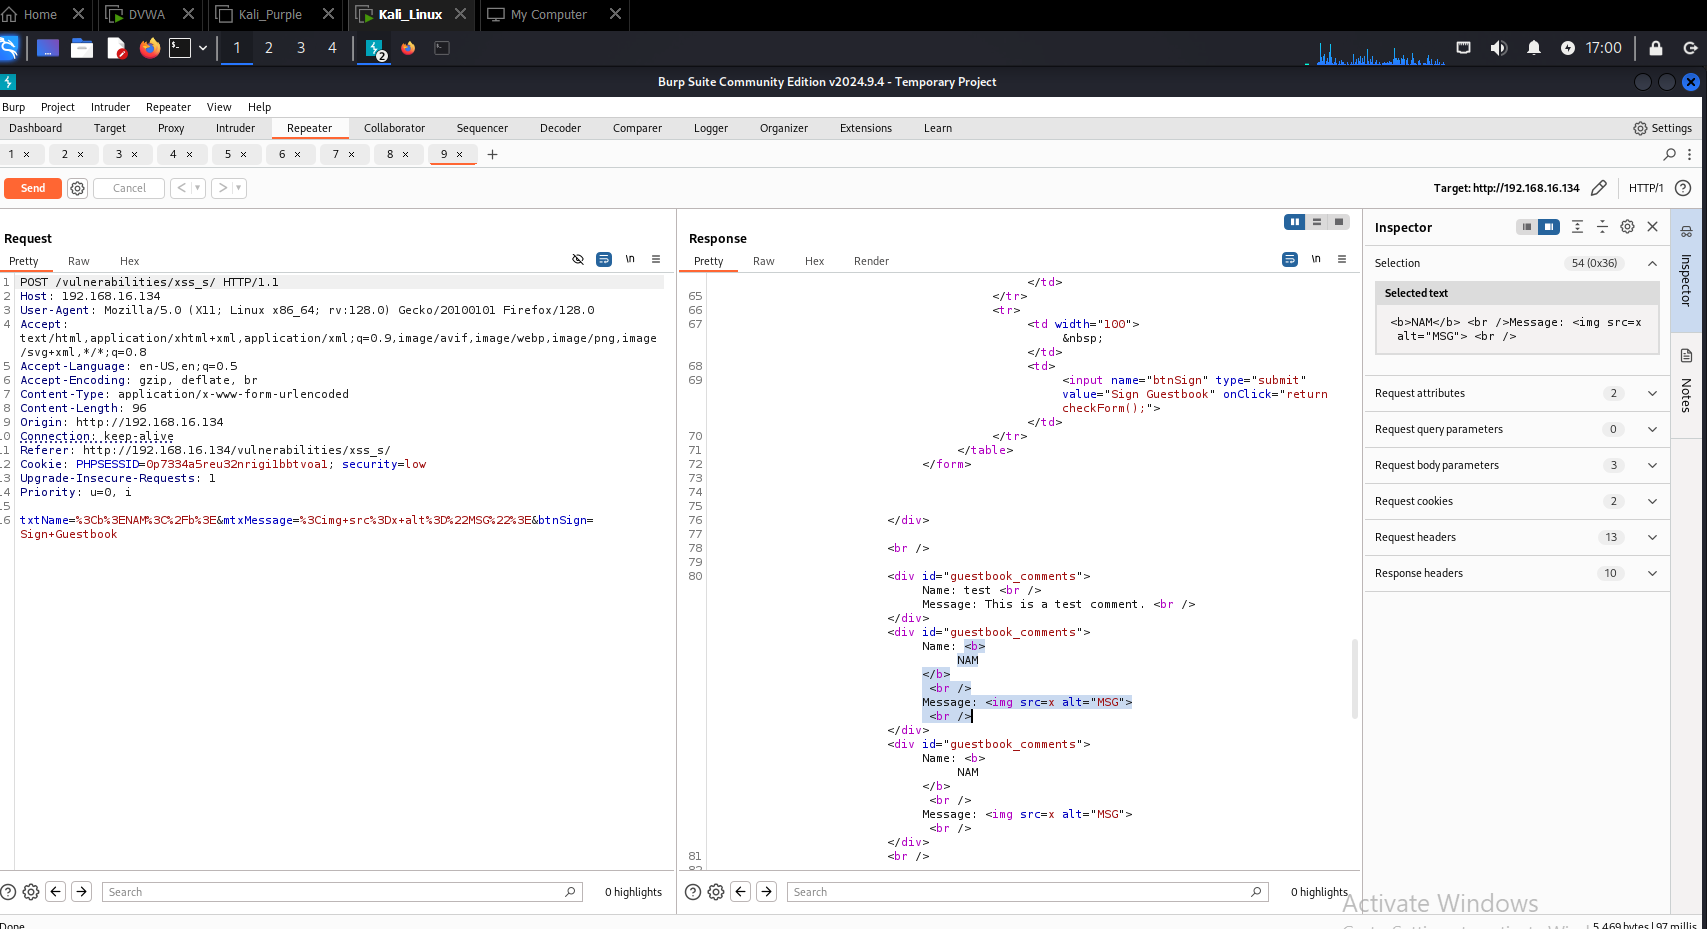 Home DVWA Kali_Purple Kali_Linux My Computer
1 2 3 4 2 17:00
Burp Suite Community Edition v2024.9.4 - Temporary Project
Burp Project Intruder Repeater View Help
Dashboard Target Proxy Intruder Repeater Collaborator Sequencer Decoder Comparer Logger Organizer Extensions Learn Settings
1 × 2 × 3 × 4 × 5 × 6 × 7 × 8 × 9 × +
Send Cancel < > Target: http://192.168.16.134 HTTP/1
Request
Pretty Raw Hex \n
1 POST /vulnerabilities/xss_s/ HTTP/1.1
2 Host: 192.168.16.134
3 User-Agent: Mozilla/5.0 (X11; Linux x86_64; rv:128.0) Gecko/20100101 Firefox/128.0
4 Accept:
text/html,application/xhtml+xml,application/xml;q=0.9,image/avif,image/webp,image/png,image
/svg+xml,*/*;q=0.8
5 Accept-Language: en-US,en;q=0.5
6 Accept-Encoding: gzip, deflate, br
7 Content-Type: application/x-www-form-urlencoded
8 Content-Length: 96
9 Origin: http://192.168.16.134
10 Connection: keep-alive
11 Referer: http://192.168.16.134/vulnerabilities/xss_s/
12 Cookie: PHPSESSID=0p7334a5reu32nrigi1bbtvoa1; security=low
13 Upgrade-Insecure-Requests: 1
14 Priority: u=0, i
15
16 txtName=%3Cb%3ENAM%3C%2Fb%3E&mtxMessage=%3Cimg+src%3Dx+alt%3D%22MSG%22%3E&btnSign=
Sign+Guestbook
Search 0 highlights
Done
Response
Pretty Raw Hex Render \n
</td>
65 </tr>
66 <tr>
67 <td width="100">
&nbsp;
</td>
68 <td>
69 <input name="btnSign" type="submit"
value="Sign Guestbook" onClick="return
checkForm();">
</td>
70 </tr>
71 </table>
72 </form>
73
74
75
76 </div>
77
78 <br />
79
80 <div id="guestbook_comments">
Name: test <br />
Message: This is a test comment. <br />
</div>
<div id="guestbook_comments">
Name: <b>
NAM
</b>
<br />
Message: <img src=x alt="MSG">
<br />
</div>
<div id="guestbook_comments">
Name: <b>
NAM
</b>
<br />
Message: <img src=x alt="MSG">
<br />
</div>
81 <br />
82
Search 0 highlights
Inspector
Selection 54 (0x36)
Selected text
<b>NAM</b> <br />Message: <img src=x
alt="MSG"> <br />
Request attributes 2
Request query parameters 0
Request body parameters 3
Request cookies 2
Request headers 13
Response headers 10
Inspector
Notes
Activate Windows
5,469 bytes | 97 millis